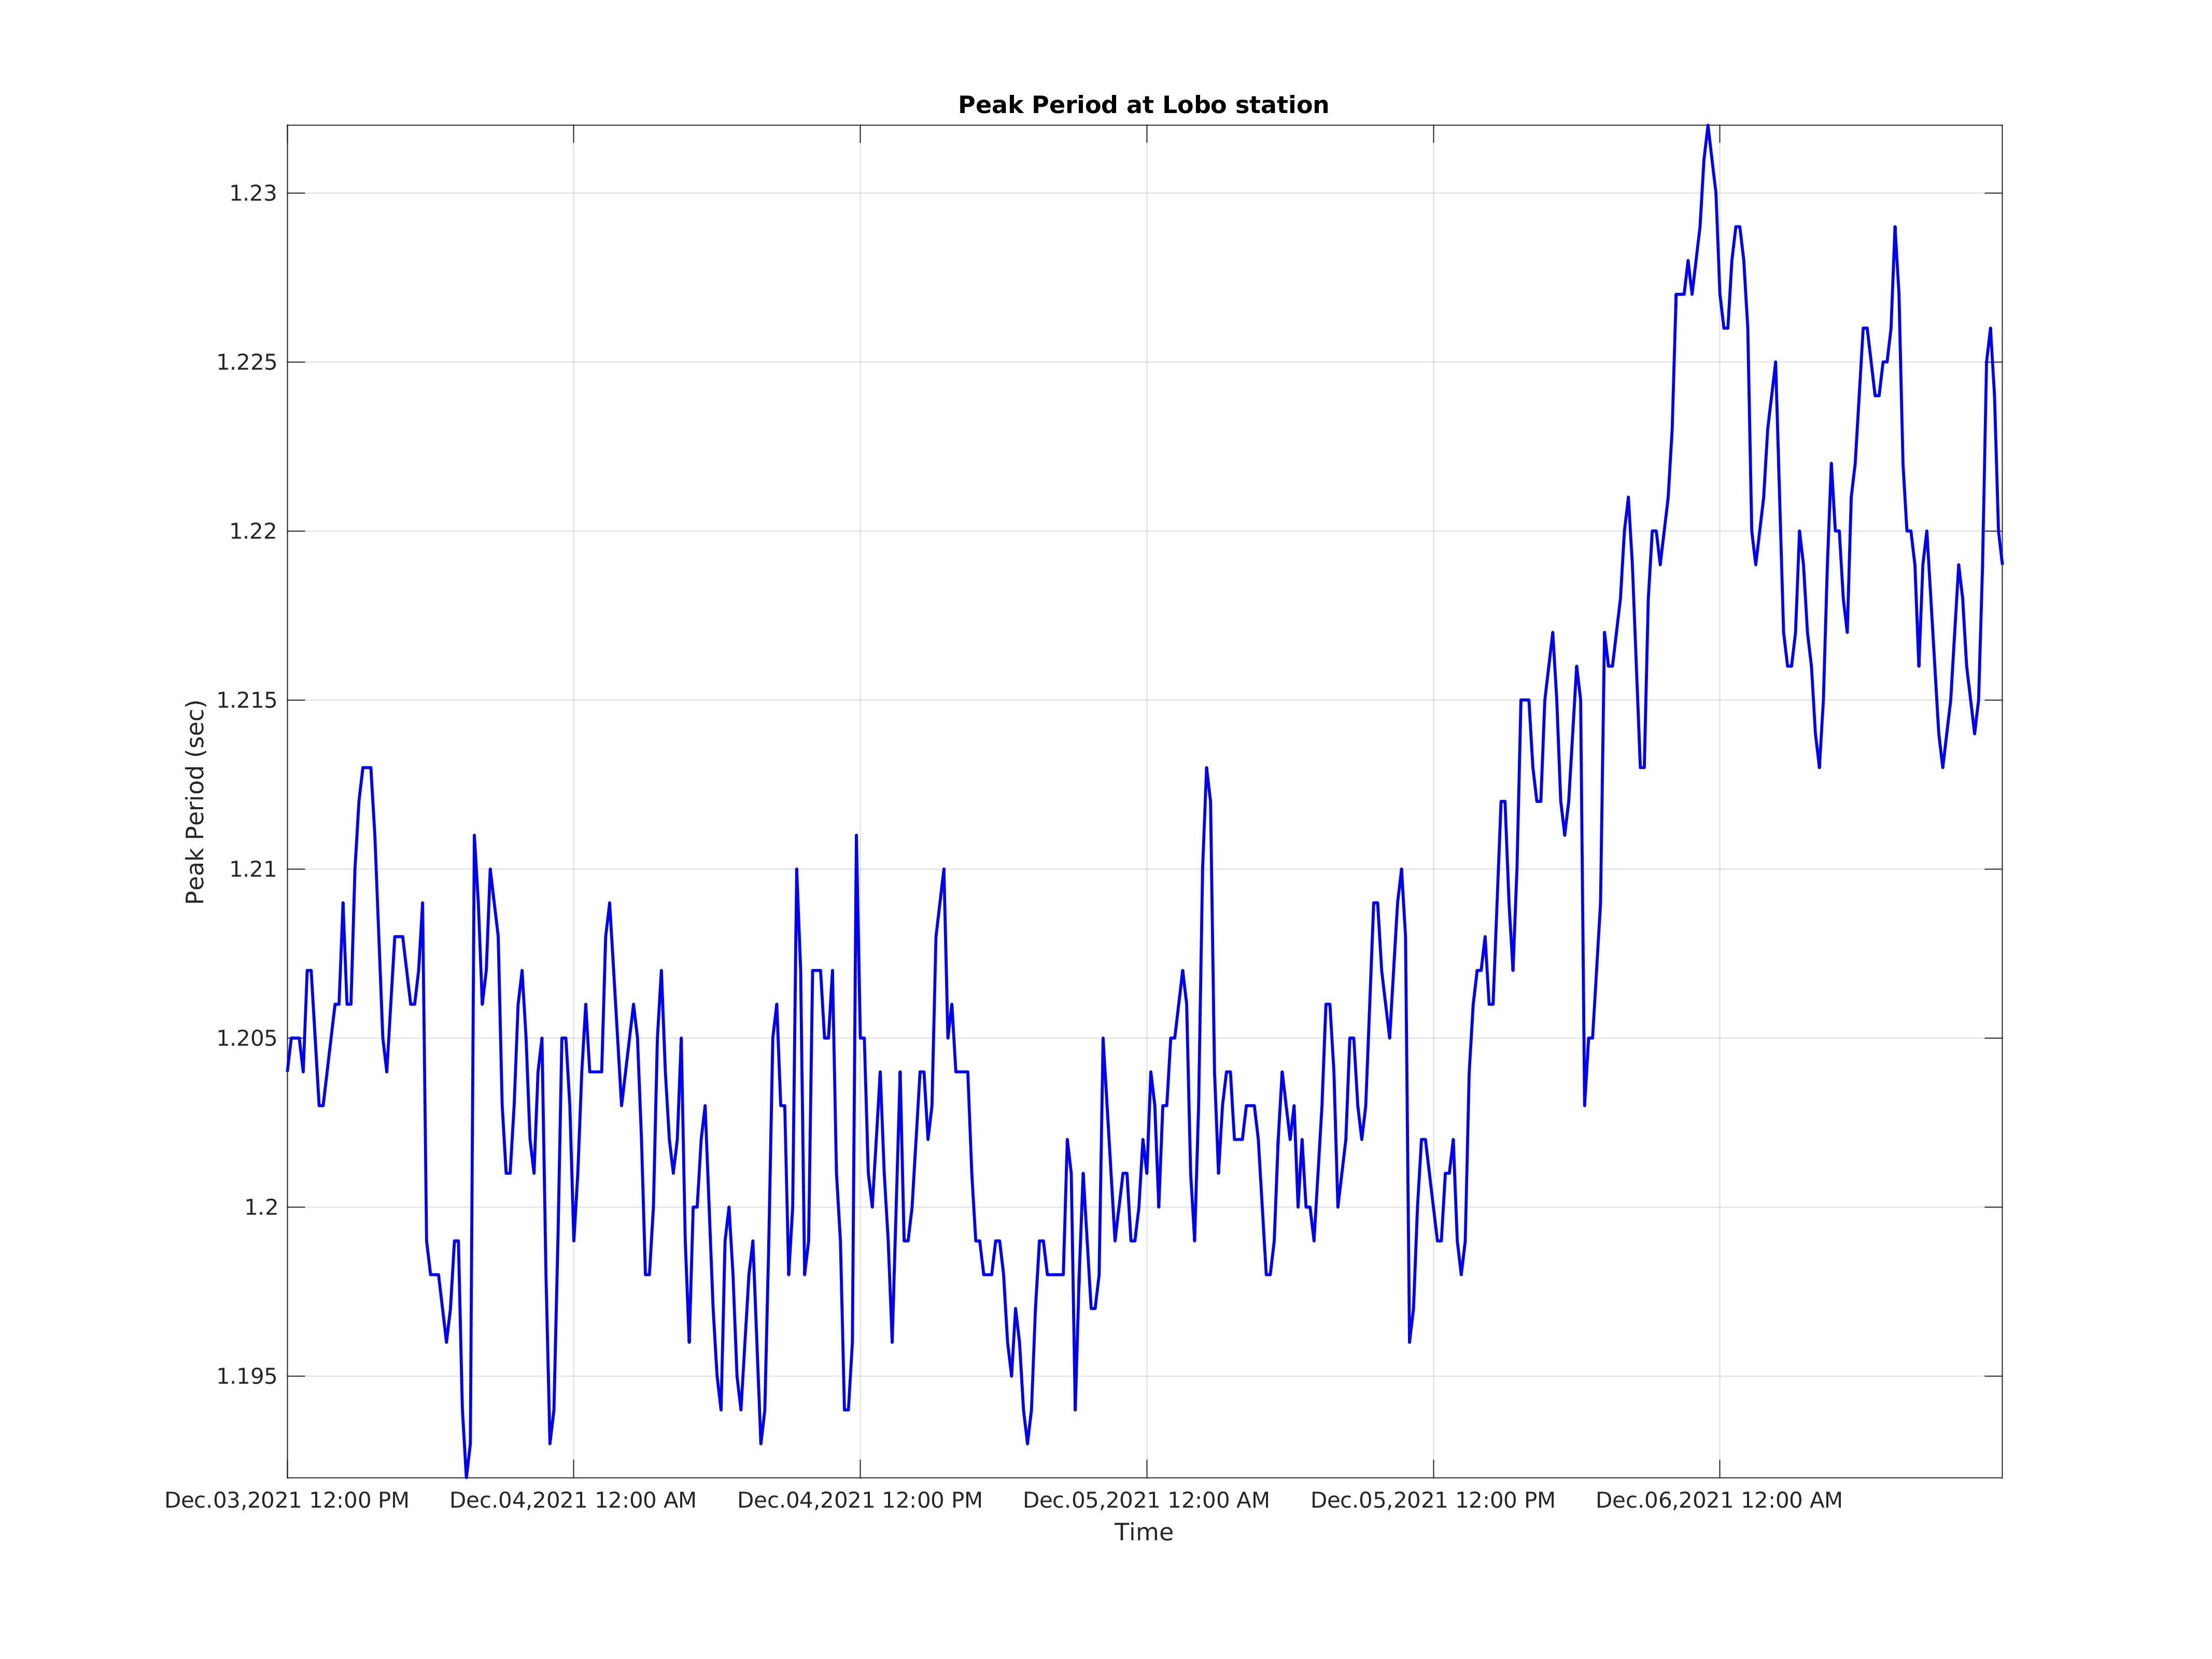 Peak Period at Lobo station
1.23
1.225
1.22
1.215
1.21
1.205
1.2
1.195
Peak Period (sec)
Dec.03,2021 12:00 PM
Dec.04,2021 12:00 AM
Dec.04,2021 12:00 PM
Dec.05,2021 12:00 AM
Dec.05,2021 12:00 PM
Dec.06,2021 12:00 AM
Time